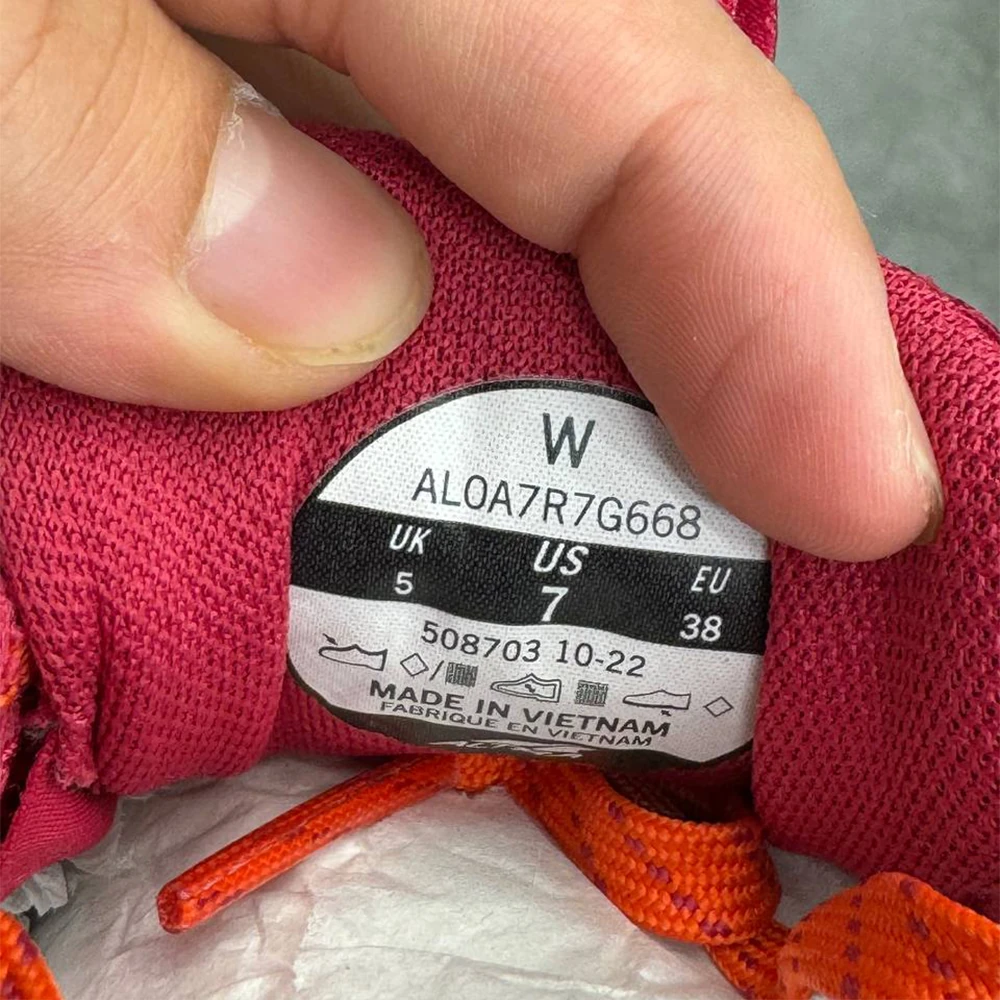 W
AL0A7R7G668
UK US EU
5 7 38
508703 10-22
/
MADE IN VIETNAM
FABRIQUE EN VIETNAM